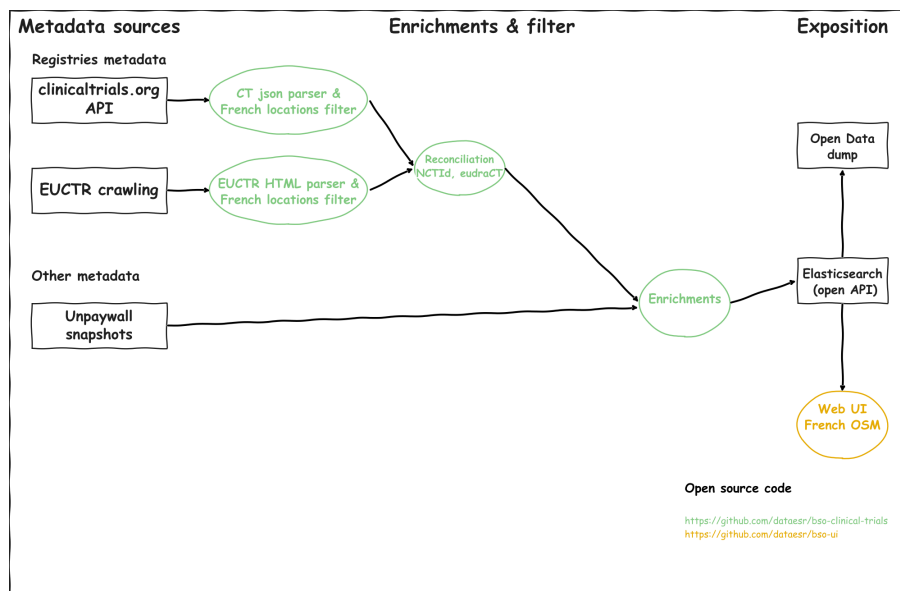 Metadata sources
Enrichments & filter
Exposition
Registries metadata
clinicaltrials.org
API
CT json parser &
French locations filter
Reconciliation
NCTId, eudraCT
EUCTR crawling
EUCTR HTML parser &
French locations filter
Open Data
dump
Other metadata
Unpaywall
snapshots
Enrichments
Elasticsearch
(open API)
Web UI
French OSM
Open source code
https://github.com/dataesr/bso-clinical-trials
https://github.com/dataesr/bso-ui